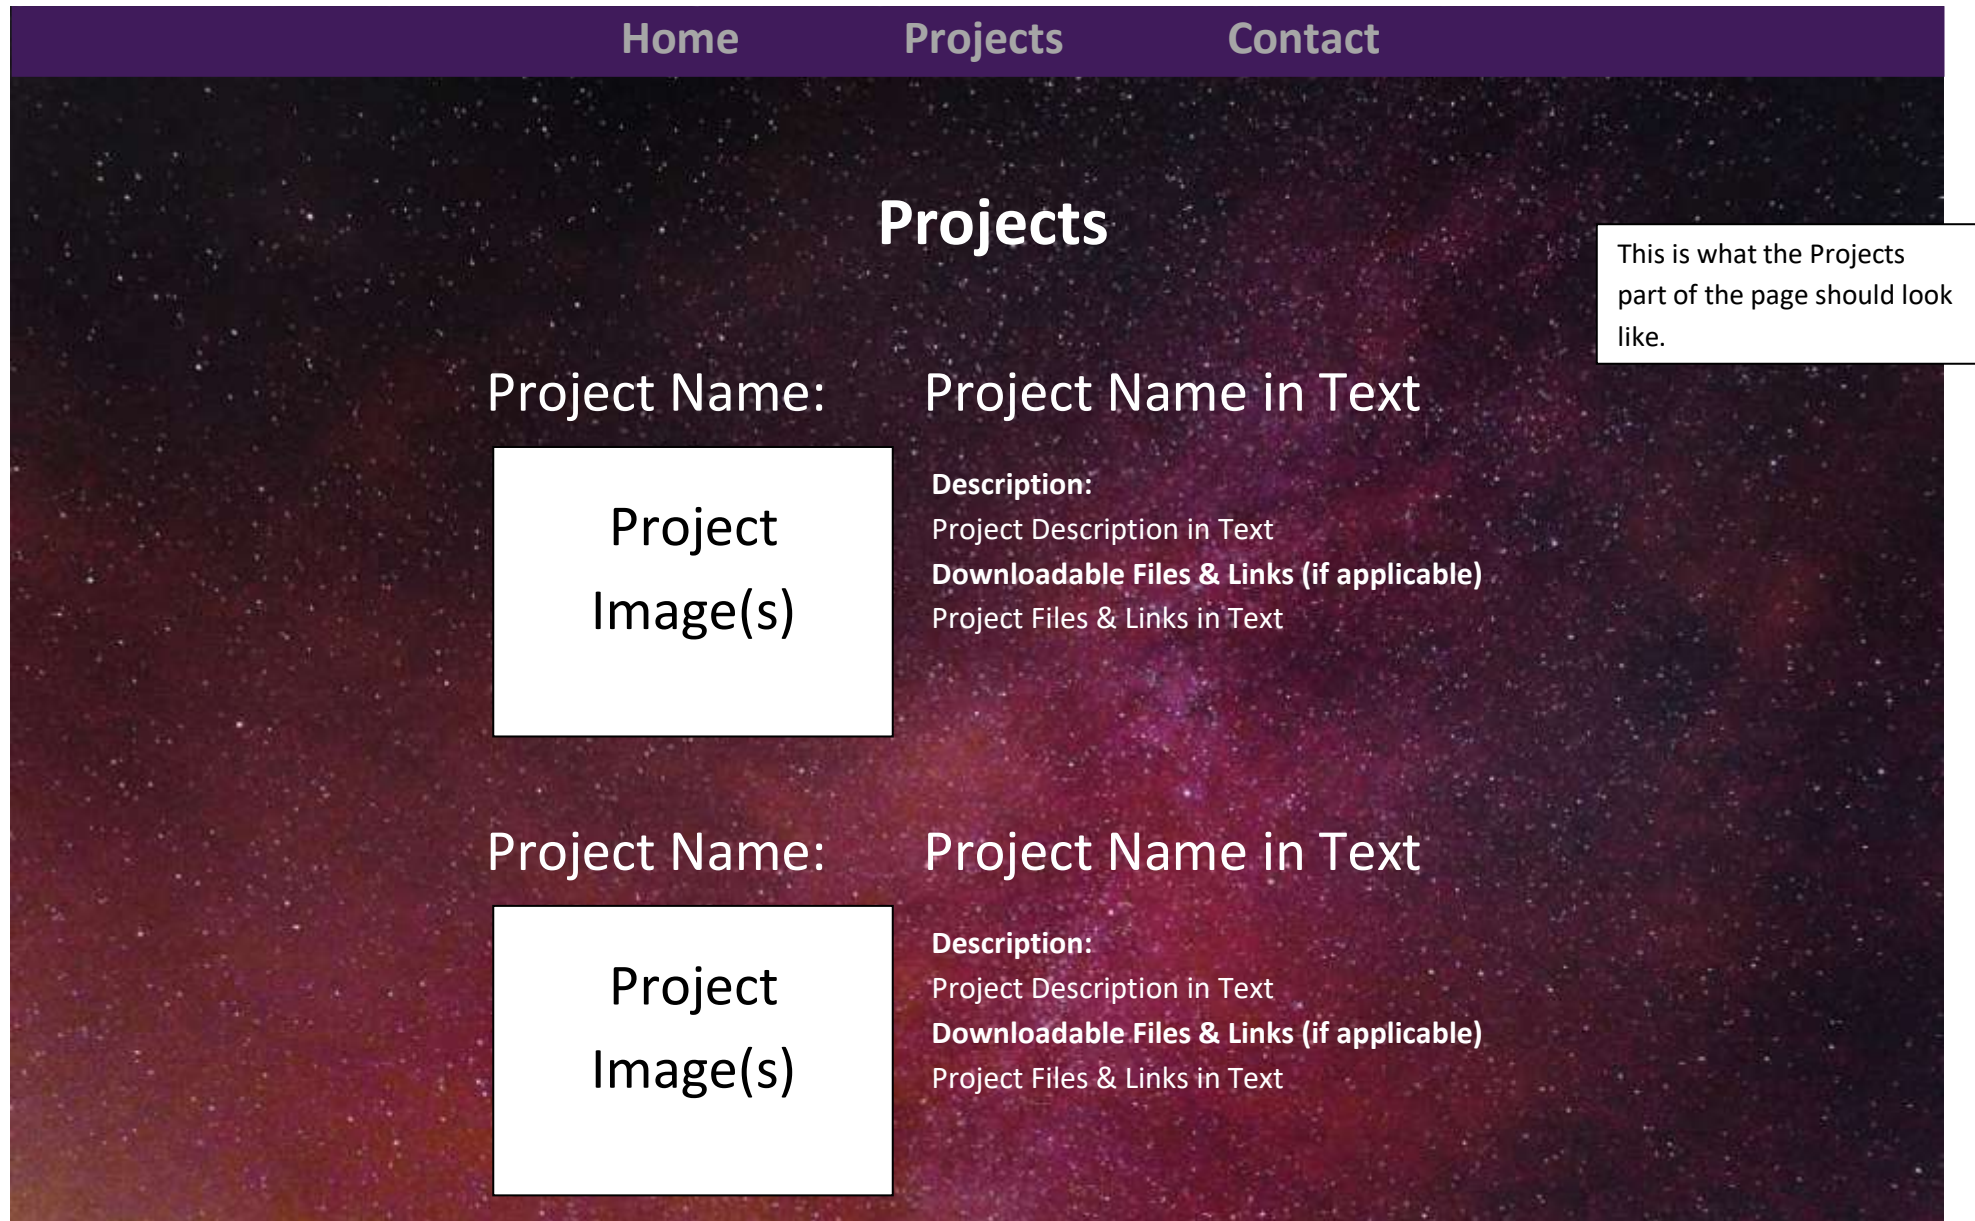 Home Projects Contact
Projects
This is what the Projects
part of the page should look
like.
Project Name: Project Name in Text
Project
Image(s)
Description:
Project Description in Text
Downloadable Files & Links (if applicable)
Project Files & Links in Text
Project Name: Project Name in Text
Project
Image(s)
Description:
Project Description in Text
Downloadable Files & Links (if applicable)
Project Files & Links in Text